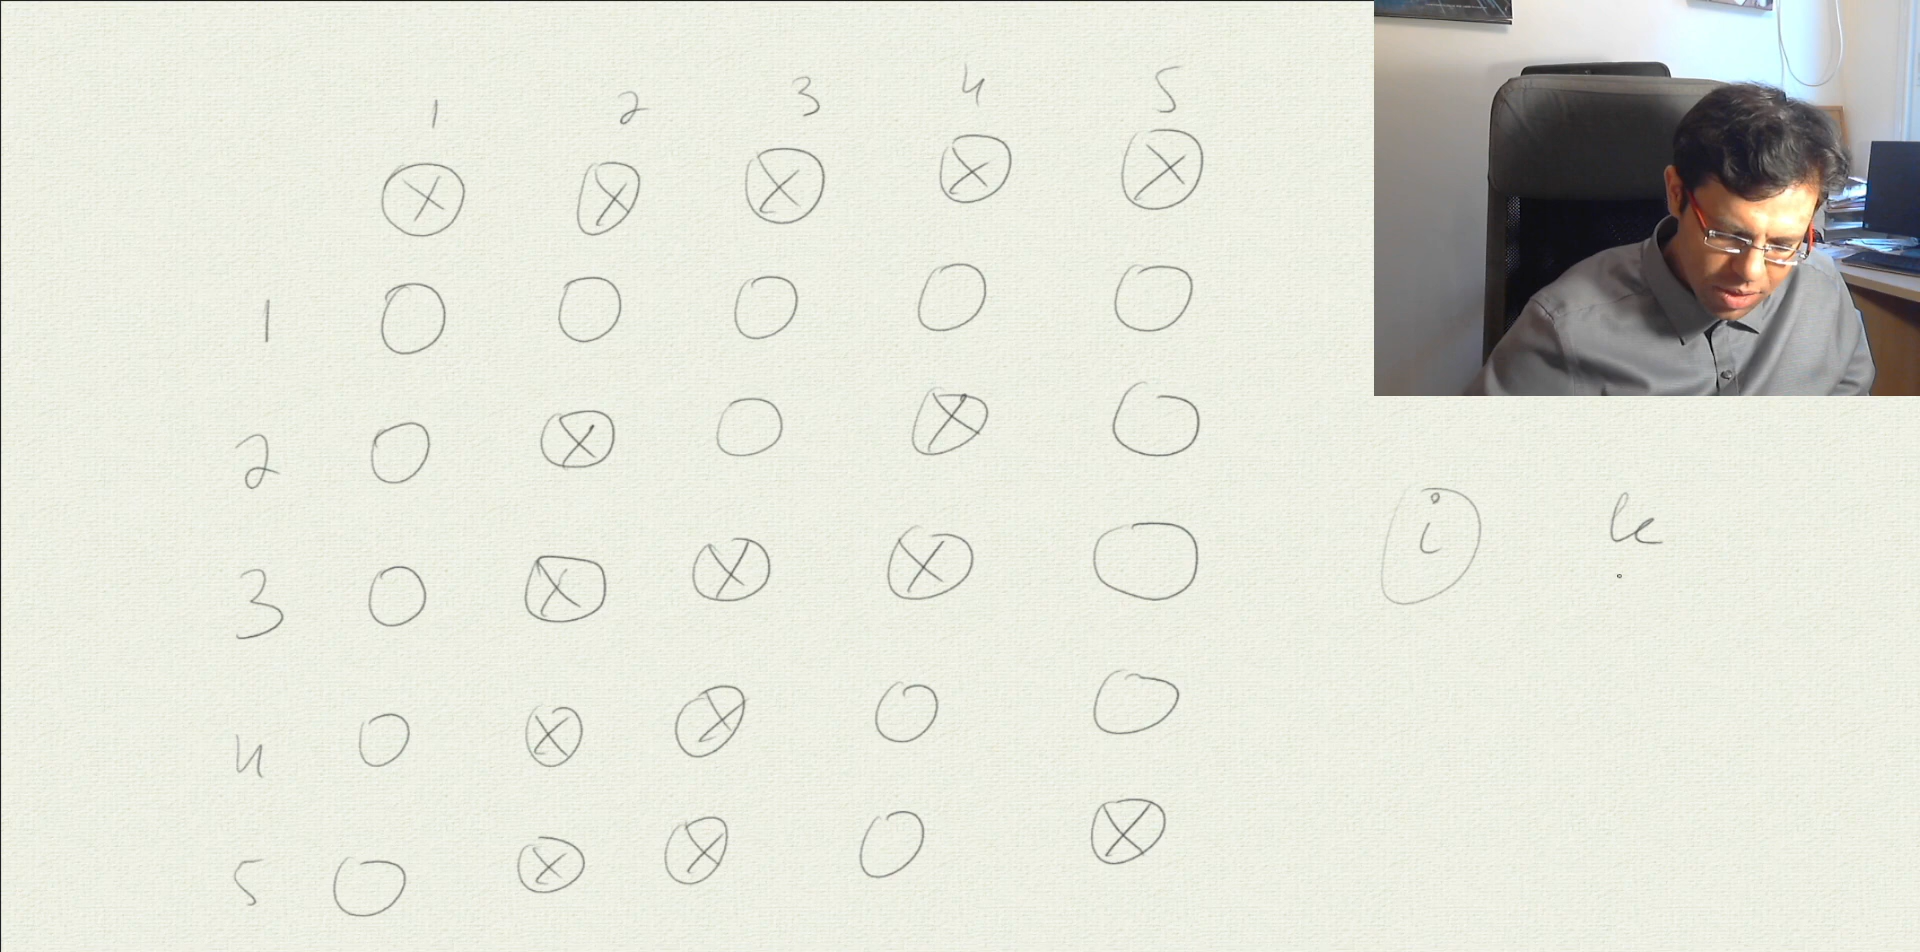 1 2 3 4 5
ⓧ ⓧ ⓧ ⓧ ⓧ
1 ○ ○ ○ ○ ○
2 ○ ⓧ ○ ⓧ ○
3 ○ ⓧ ⓧ ⓧ ○ i k
4 ○ ⓧ ⓧ ○ ○
5 ○ ⓧ ⓧ ○ ⓧ